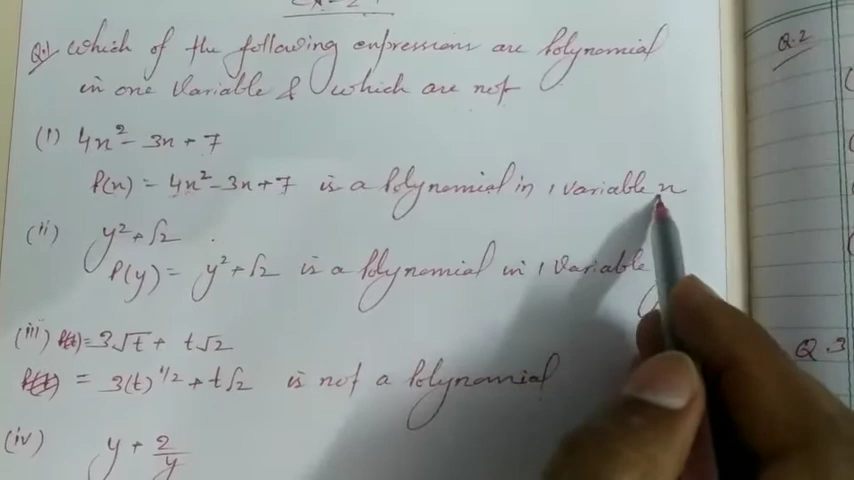 Q.1 which of the following expressions are Polynomial
in one variable & which are not
(i) 4x² - 3x + 7
P(x) = 4x² - 3x + 7 is a Polynomial in 1 variable x
(ii) y² + √2 .
P(y) = y² + √2 is a Polynomial in 1 variable
(iii) = 3√t + t√2
= 3(t)^1/2 + t√2 is not a Polynomial
(iv) y + 2/y
Q.2
Q.3